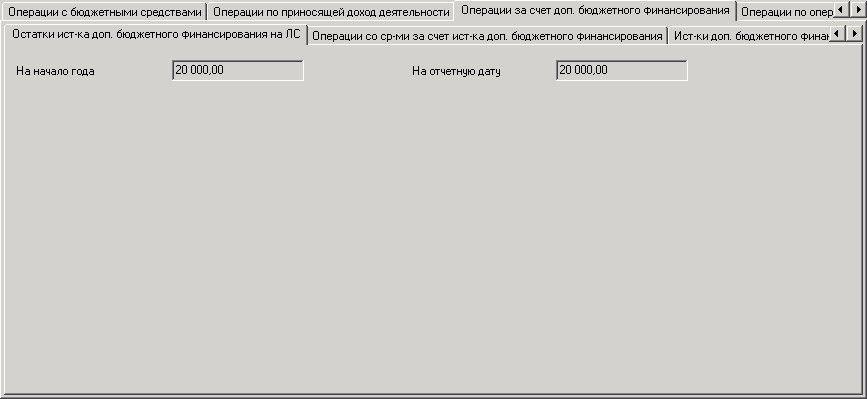 Операции с бюджетными средствами Операции по приносящей доход деятельности Операции за счет доп. бюджетного финансирования Операции по опер
Остатки ист-ка доп. бюджетного финансирования на ЛС Операции со ср-ми за счет ист-ка доп. бюджетного финансирования Ист-ки доп. бюджетного финан
На начало года 20 000,00 На отчетную дату 20 000,00